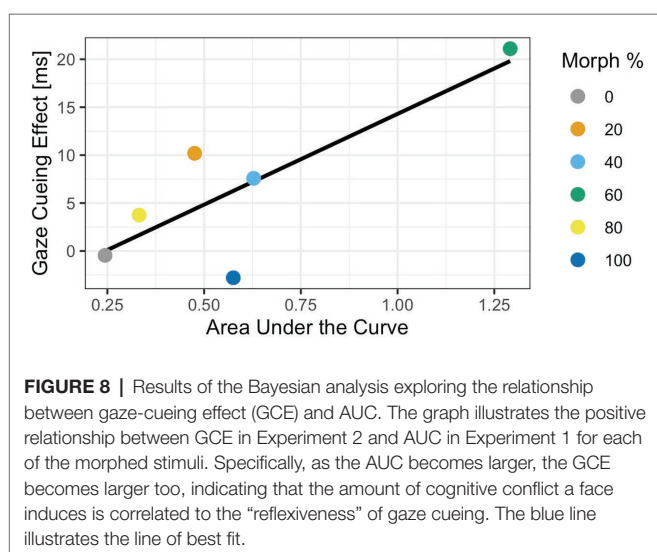 Gaze Cueing Effect [ms]
20
15
10
5
0
0.25 0.50 0.75 1.00 1.25
Area Under the Curve
Morph %
0
20
40
60
80
100
FIGURE 8 | Results of the Bayesian analysis exploring the relationship
between gaze-cueing effect (GCE) and AUC. The graph illustrates the positive
relationship between GCE in Experiment 2 and AUC in Experiment 1 for each
of the morphed stimuli. Specifically, as the AUC becomes larger, the GCE
becomes larger too, indicating that the amount of cognitive conflict a face
induces is correlated to the “reflexiveness” of gaze cueing. The blue line
illustrates the line of best fit.